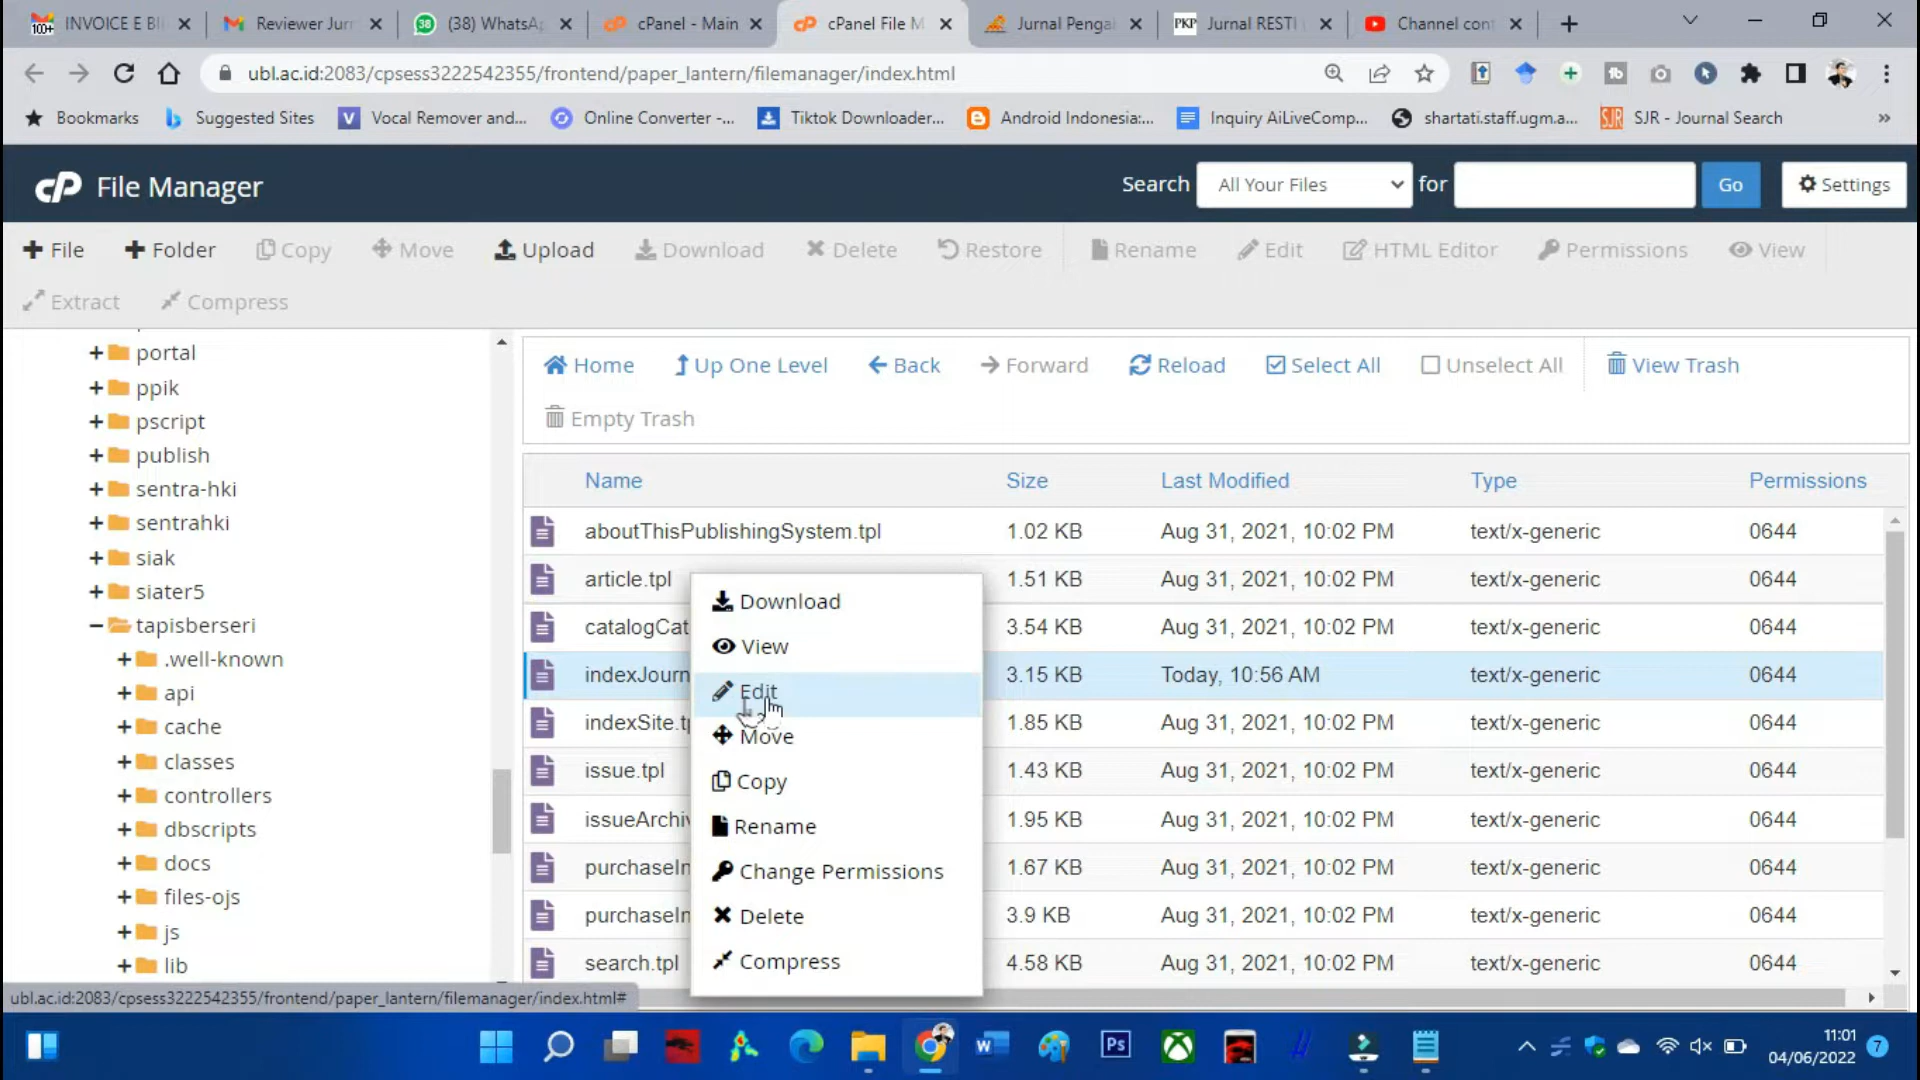 INVOICE E BI
Reviewer Jur
(38) WhatsA
cPanel - Main
cPanel File M
Jurnal Penga
Jurnal RESTI
Channel cont
ubl.ac.id:2083/cpsess3222542355/frontend/paper_lantern/filemanager/index.html
Bookmarks
Suggested Sites
Vocal Remover and...
Online Converter -...
Tiktok Downloader...
Android Indonesia:...
Inquiry AiLiveComp...
shartati.staff.ugm.a...
SJR - Journal Search
»
cP File Manager
Search All Your Files for Go Settings
File Folder Copy Move Upload Download Delete Restore Rename Edit HTML Editor Permissions View
Extract Compress
portal
ppik
pscript
publish
sentra-hki
sentrahki
siak
siater5
tapisberseri
.well-known
api
cache
classes
controllers
dbscripts
docs
files-ojs
js
lib
Home Up One Level Back Forward Reload Select All Unselect All View Trash
Empty Trash
Name Size Last Modified Type Permissions
aboutThisPublishingSystem.tpl 1.02 KB Aug 31, 2021, 10:02 PM text/x-generic 0644
article.tpl 1.51 KB Aug 31, 2021, 10:02 PM text/x-generic 0644
catalogCat 3.54 KB Aug 31, 2021, 10:02 PM text/x-generic 0644
indexJourn 3.15 KB Today, 10:56 AM text/x-generic 0644
indexSite.tp 1.85 KB Aug 31, 2021, 10:02 PM text/x-generic 0644
issue.tpl 1.43 KB Aug 31, 2021, 10:02 PM text/x-generic 0644
issueArchiv 1.95 KB Aug 31, 2021, 10:02 PM text/x-generic 0644
purchaseIn 1.67 KB Aug 31, 2021, 10:02 PM text/x-generic 0644
purchaseIn 3.9 KB Aug 31, 2021, 10:02 PM text/x-generic 0644
search.tpl 4.58 KB Aug 31, 2021, 10:02 PM text/x-generic 0644
Download
View
Edit
Move
Copy
Rename
Change Permissions
Delete
Compress
ubl.ac.id:2083/cpsess3222542355/frontend/paper_lantern/filemanager/index.html#
11:01
04/06/2022
7